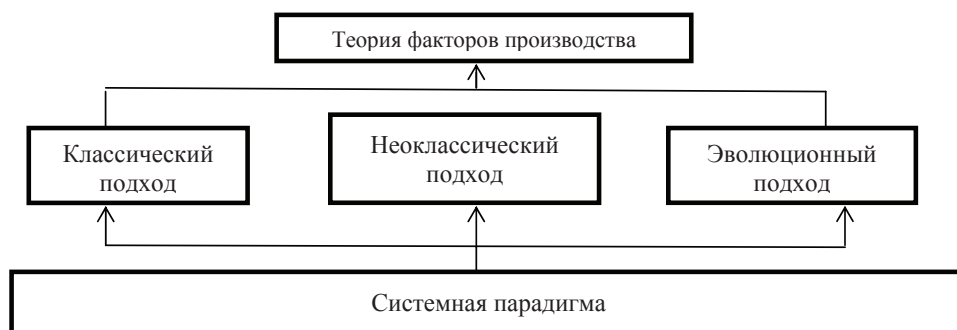 Теория факторов производства
Классический
подход
Неоклассический
подход
Эволюционный
подход
Системная парадигма